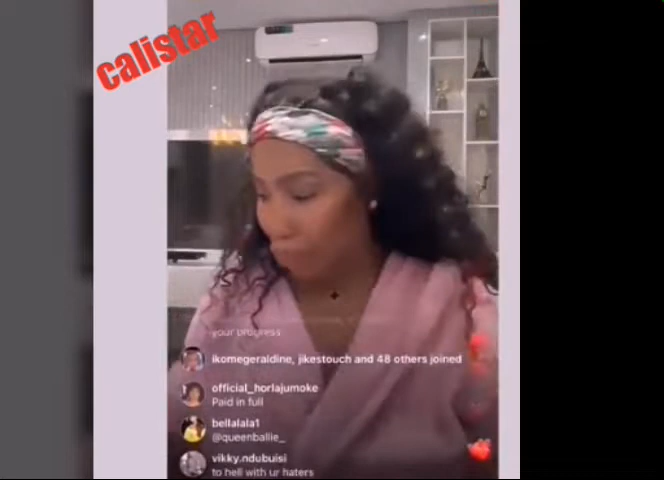 calistar
your progress
ikomegeraldine, jikestouch and 48 others joined
official_horlajumoke
Paid in full
bellalala1
@queenballie_
vikky.ndubuisi
to hell with ur haters